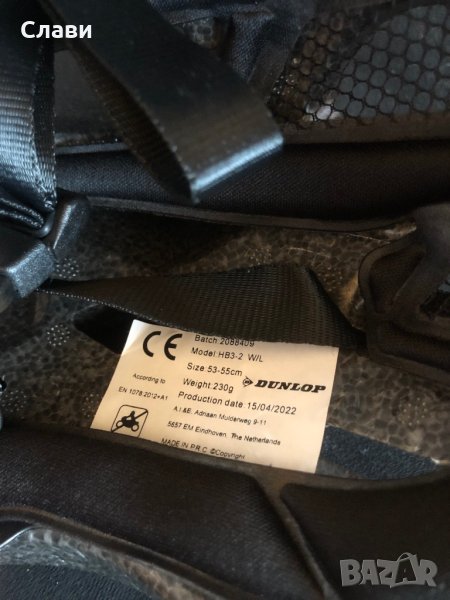 Слави
Batch 2088409
Model HB3-2 W/L
Size: 53-55cm
Weight: 230g
DUNLOP
CE
According to
EN 1078:2012+A1
Production date: 15/04/2022
A.I.&E. Adriaan Mulderweg 9-11
5657 EM Eindhoven, The Netherlands
MADE IN P.R.C. ©Copyright
BAZAR